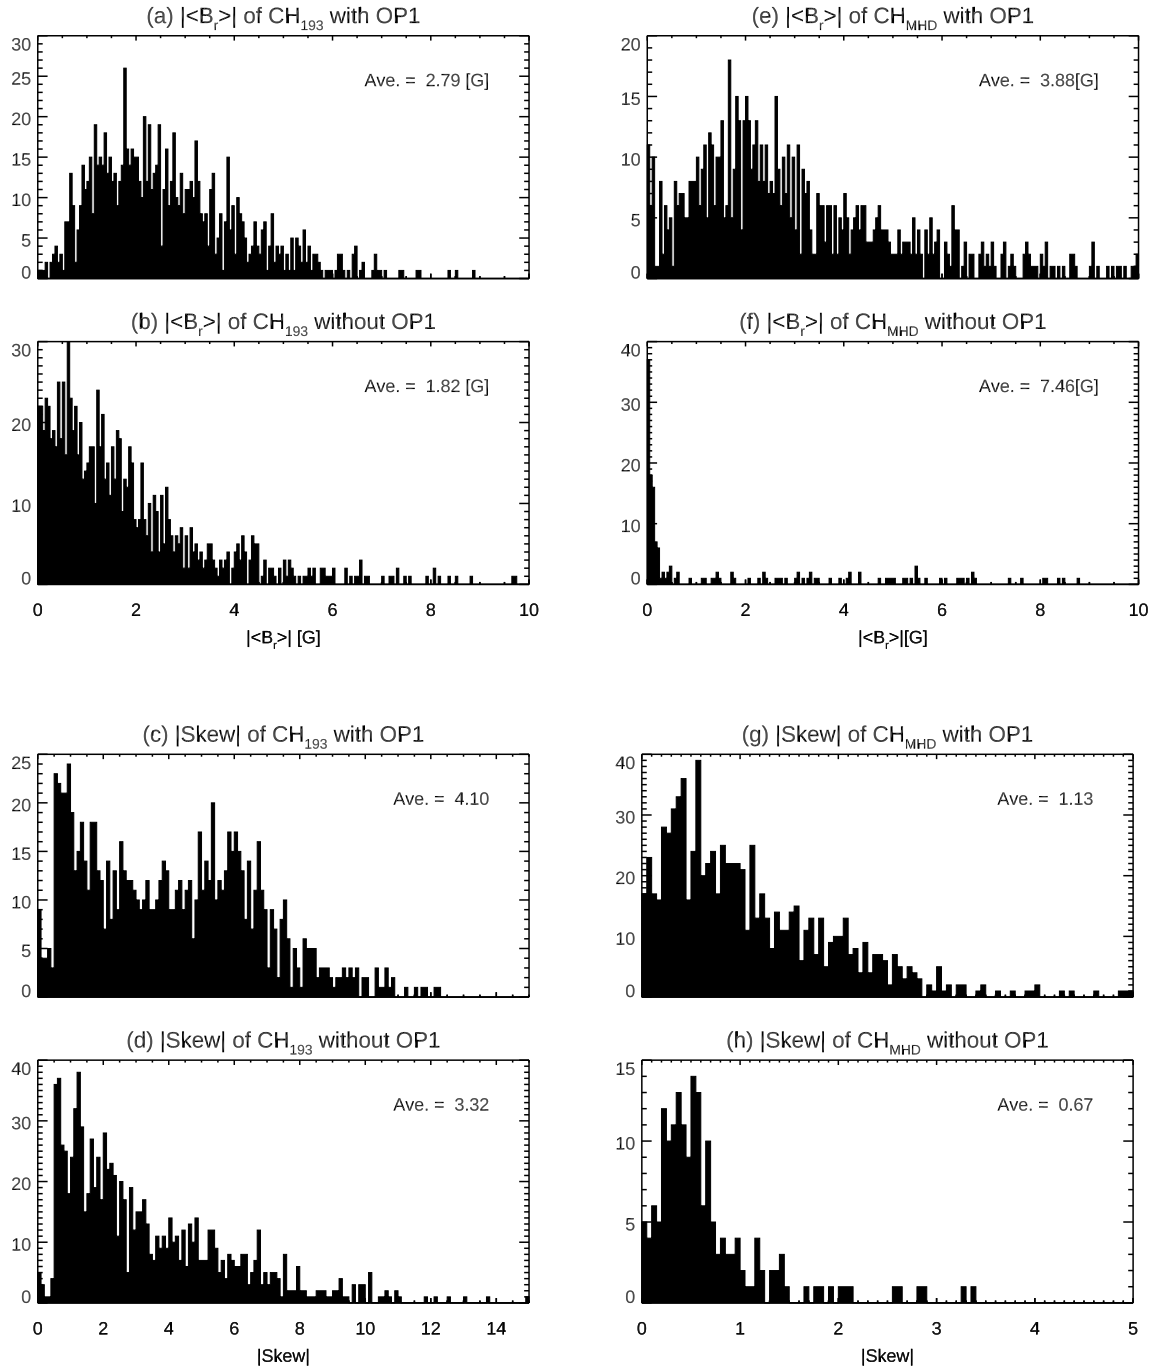 (a) |<Br>| of CH193 with OP1
30
25
20
15
10
5
0
Ave. = 2.79 [G]
(b) |<Br>| of CH193 without OP1
30
20
10
0
Ave. = 1.82 [G]
0 2 4 6 8 10
|<Br>| [G]
(e) |<Br>| of CHMHD with OP1
20
15
10
5
0
Ave. = 3.88[G]
(f) |<Br>| of CHMHD without OP1
40
30
20
10
0
Ave. = 7.46[G]
0 2 4 6 8 10
|<Br>|[G]
(c) |Skew| of CH193 with OP1
25
20
15
10
5
0
Ave. = 4.10
(d) |Skew| of CH193 without OP1
40
30
20
10
0
Ave. = 3.32
0 2 4 6 8 10 12 14
|Skew|
(g) |Skew| of CHMHD with OP1
40
30
20
10
0
Ave. = 1.13
(h) |Skew| of CHMHD without OP1
15
10
5
0
Ave. = 0.67
0 1 2 3 4 5
|Skew|